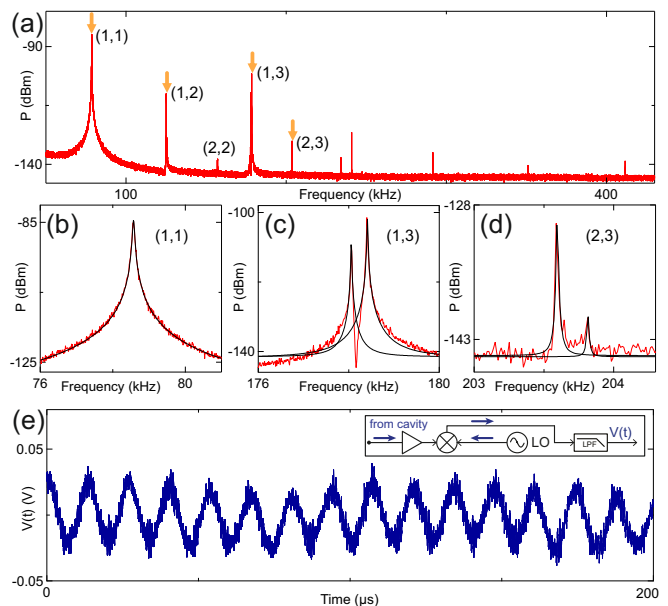 (a)
P (dBm)
-90
-140
(1,1)
(1,2)
(2,2)
(1,3)
(2,3)
100
Frequency (kHz)
400
(b)
(1,1)
P (dBm)
-85
-125
76
Frequency (kHz)
80
(c)
(1,3)
P (dBm)
-100
-140
176
Frequency (kHz)
180
(d)
(2,3)
P (dBm)
-128
-143
203
Frequency (kHz)
204
(e)
V(t) (V)
0.05
-0.05
from cavity
LO
LPF
V(t)
0
Time (µs)
200